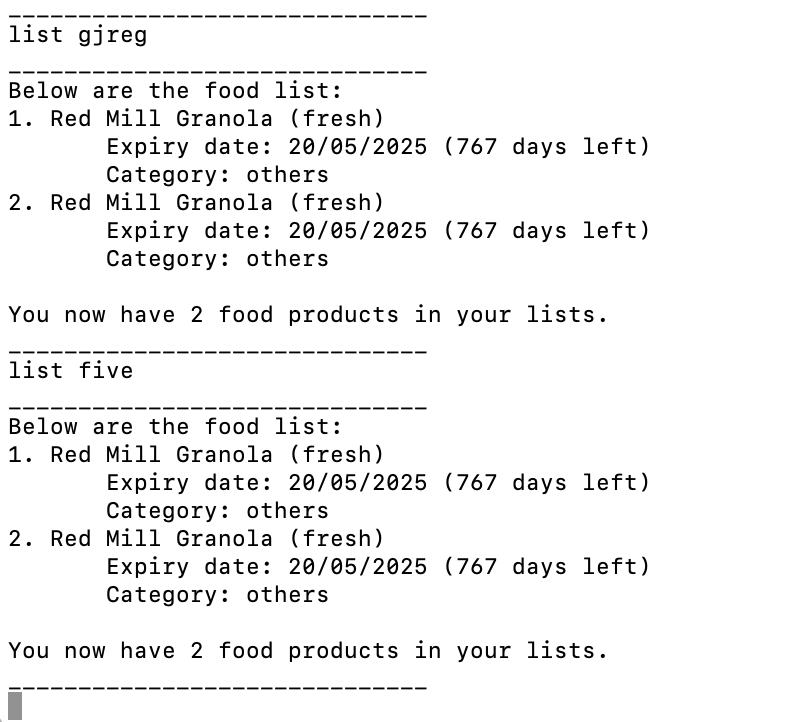 ______________________________
list gjreg
______________________________
Below are the food list:
1. Red Mill Granola (fresh)
       Expiry date: 20/05/2025 (767 days left)
       Category: others
2. Red Mill Granola (fresh)
       Expiry date: 20/05/2025 (767 days left)
       Category: others

You now have 2 food products in your lists.
______________________________
list five
______________________________
Below are the food list:
1. Red Mill Granola (fresh)
       Expiry date: 20/05/2025 (767 days left)
       Category: others
2. Red Mill Granola (fresh)
       Expiry date: 20/05/2025 (767 days left)
       Category: others

You now have 2 food products in your lists.
______________________________